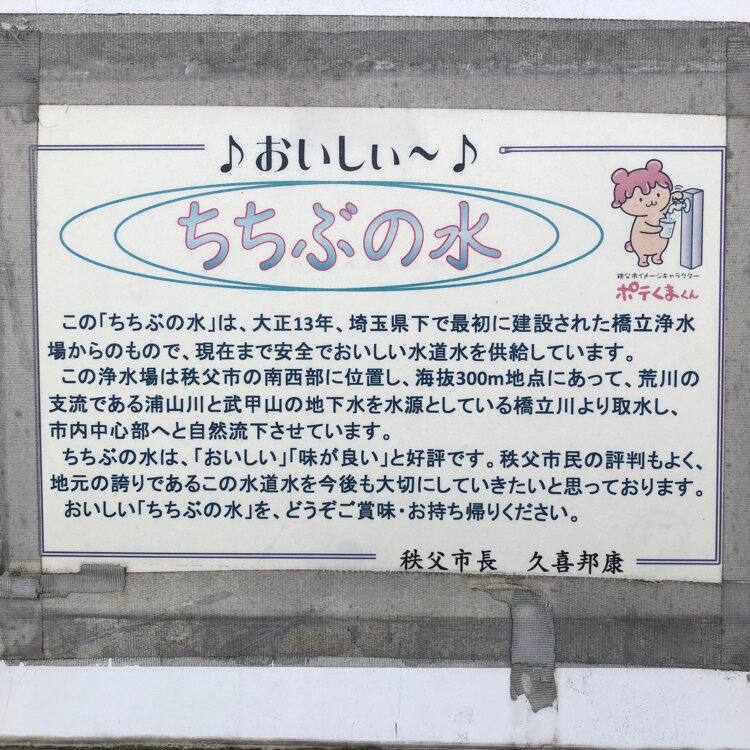 ♪おいしぃ～♪
ちちぶの水
秩父市イメージキャラクター
ポテくまくん
この「ちちぶの水」は、大正13年、埼玉県下で最初に建設された橋立浄水
場からのもので、現在まで安全でおいしい水道水を供給しています。
この浄水場は秩父市の南西部に位置し、海抜300m地点にあって、荒川の
支流である浦山川と武甲山の地下水を水源としている橋立川より取水し、
市内中心部へと自然流下させています。
ちちぶの水は、「おいしい」「味が良い」と好評です。秩父市民の評判もよく、
地元の誇りであるこの水道水を今後も大切にしていきたいと思っております。
おいしい「ちちぶの水」を、どうぞご賞味・お持ち帰りください。
秩父市長　久喜邦康